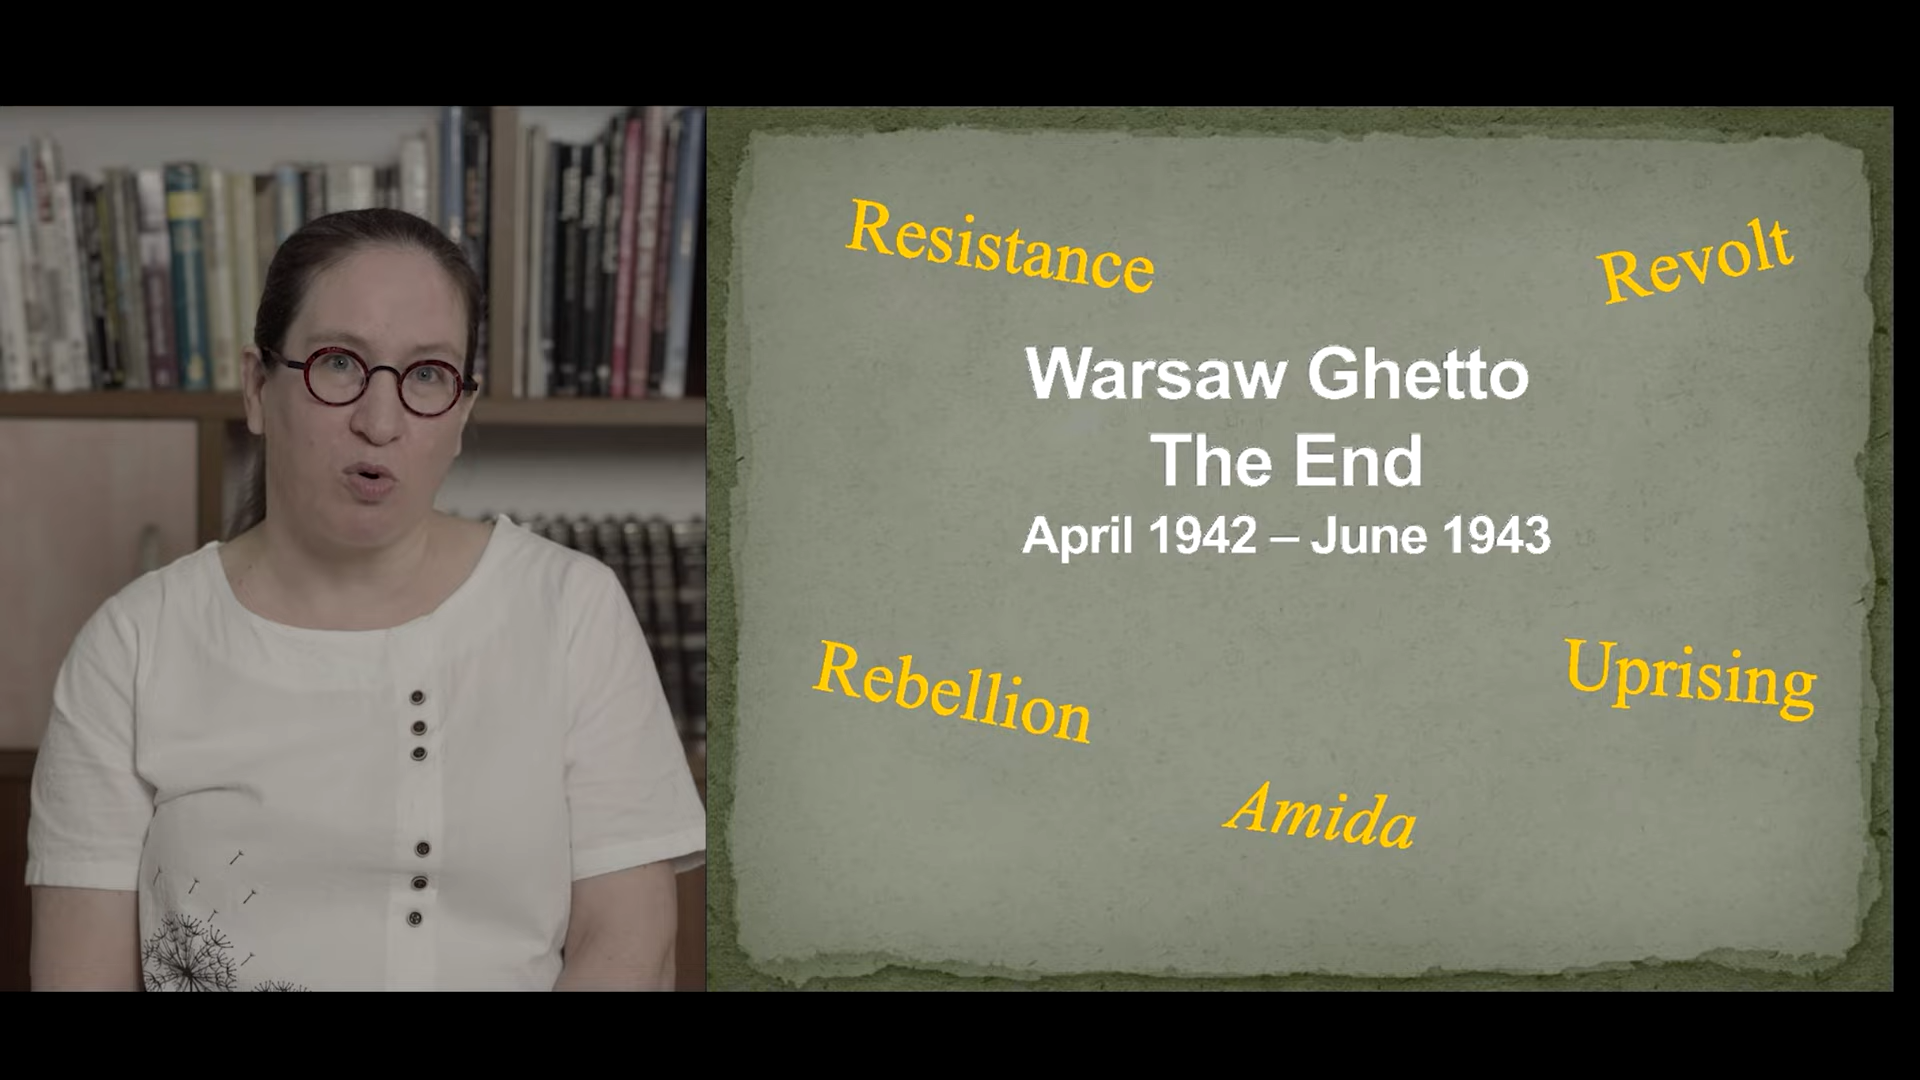 Resistance
Revolt
Warsaw Ghetto
The End
April 1942 – June 1943
Rebellion
Uprising
Amida